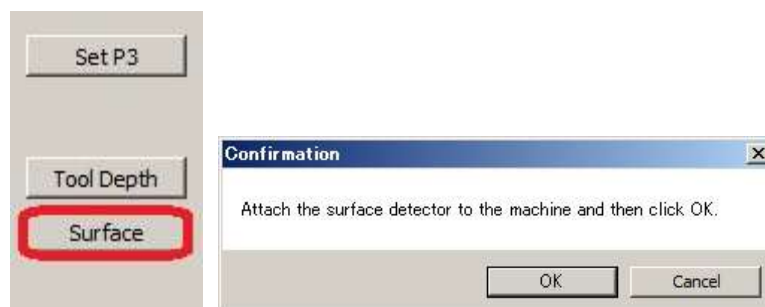 Set P3
Tool Depth
Surface
Confirmation
Attach the surface detector to the machine and then click OK.
OK
Cancel